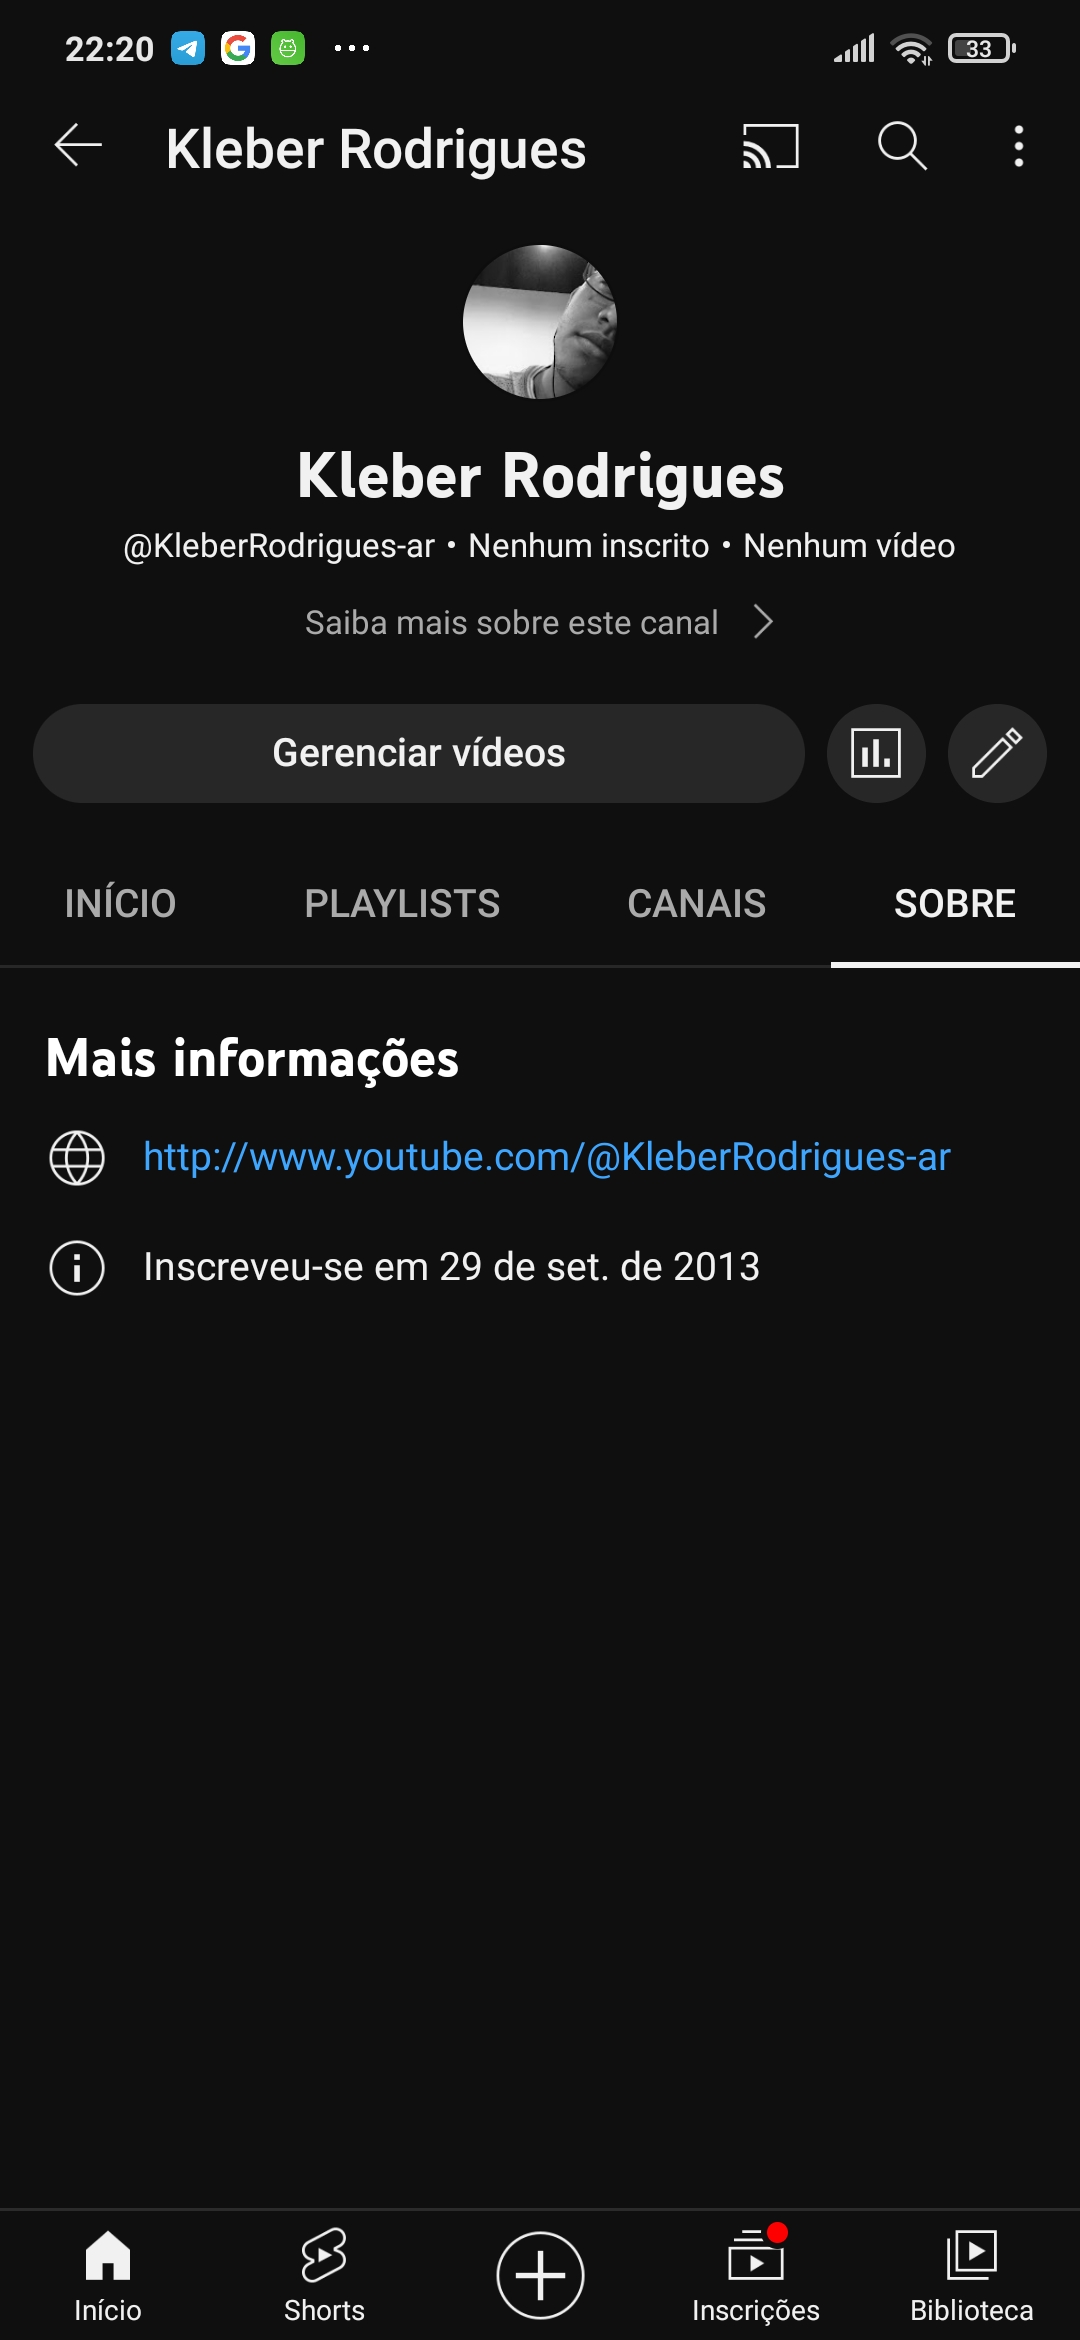 22:20
33
Kleber Rodrigues
Kleber Rodrigues
@KleberRodrigues-ar • Nenhum inscrito • Nenhum vídeo
Saiba mais sobre este canal
Gerenciar vídeos
INÍCIO PLAYLISTS CANAIS SOBRE
Mais informações
http://www.youtube.com/@KleberRodrigues-ar
Inscreveu-se em 29 de set. de 2013
Início Shorts Inscrições Biblioteca